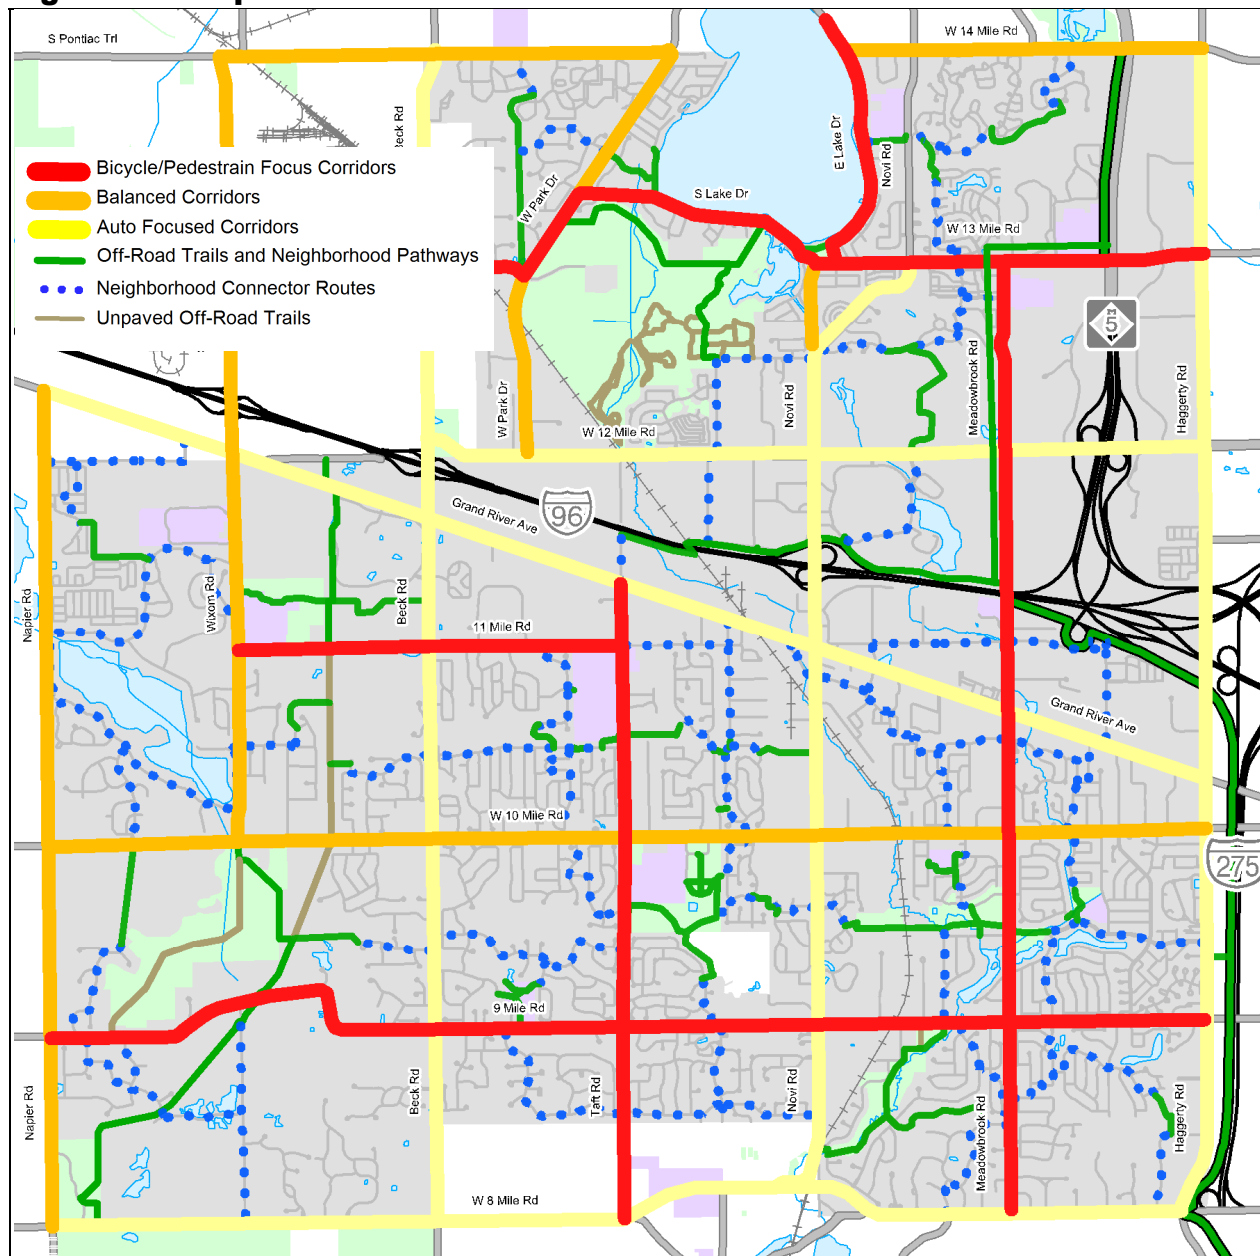 S Pontiac Trl
W 14 Mile Rd
Beck Rd
E Lake Dr
Novi Rd
Bicycle/Pedestrain Focus Corridors
Balanced Corridors
Auto Focused Corridors
Off-Road Trails and Neighborhood Pathways
Neighborhood Connector Routes
Unpaved Off-Road Trails
W Park Dr
S Lake Dr
W 13 Mile Rd
M
5
W Park Dr
Novi Rd
Meadowbrook Rd
Haggerty Rd
W 12 Mile Rd
96
Grand River Ave
Napier Rd
Wixom Rd
Beck Rd
11 Mile Rd
Grand River Ave
W 10 Mile Rd
275
9 Mile Rd
Napier Rd
Beck Rd
Taft Rd
Novi Rd
Meadowbrook Rd
Haggerty Rd
W 8 Mile Rd